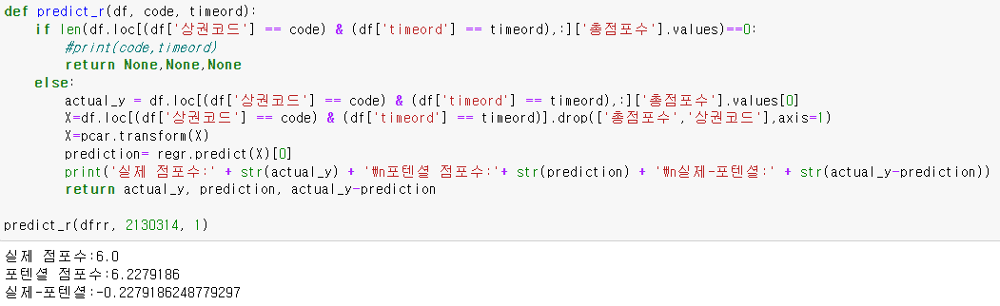 def predict_r(df, code, timeord):
    if len(df.loc[(df['상권코드'] == code) & (df['timeord'] == timeord),:]['총점포수'].values)==0:
        #print(code,timeord)
        return None,None,None
    else:
        actual_y = df.loc[(df['상권코드'] == code) & (df['timeord'] == timeord),:]['총점포수'].values[0]
        X=df.loc[(df['상권코드'] == code) & (df['timeord'] == timeord)].drop(['총점포수','상권코드'],axis=1)
        X=pcar.transform(X)
        prediction= regr.predict(X)[0]
        print('실제 점포수:' + str(actual_y) + '₩n포텐셜 점포수:'+ str(prediction) + '₩n실제-포텐셜:' + str(actual_y-prediction))
        return actual_y, prediction, actual_y-prediction
predict_r(dfrr, 2130314, 1)
실제 점포수:6.0
포텐셜 점포수:6.2279186
실제-포텐셜:-0.2279186248779297